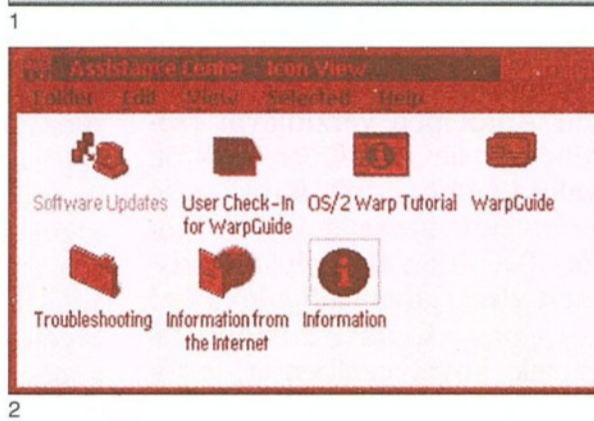 1
Assistance Center - Icon View
Folder Edit View Selected Help
Software Updates
User Check-In
for WarpGuide
OS/2 Warp Tutorial
WarpGuide
Troubleshooting
Information from
the Internet
Information
2